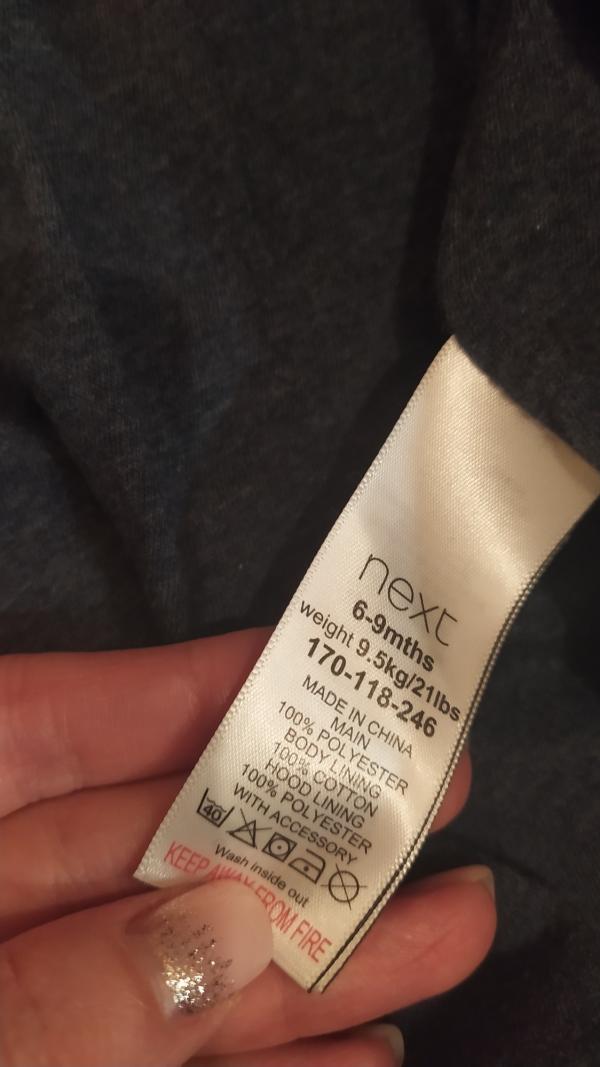 next
6-9mths
weight 9.5kg/21lbs
170-118-246
MADE IN CHINA
MAIN
100% POLYESTER
BODY LINING
100% COTTON
HOOD LINING
100% POLYESTER
WITH ACCESSORY
40
Wash inside out
KEEP AWAY FROM FIRE